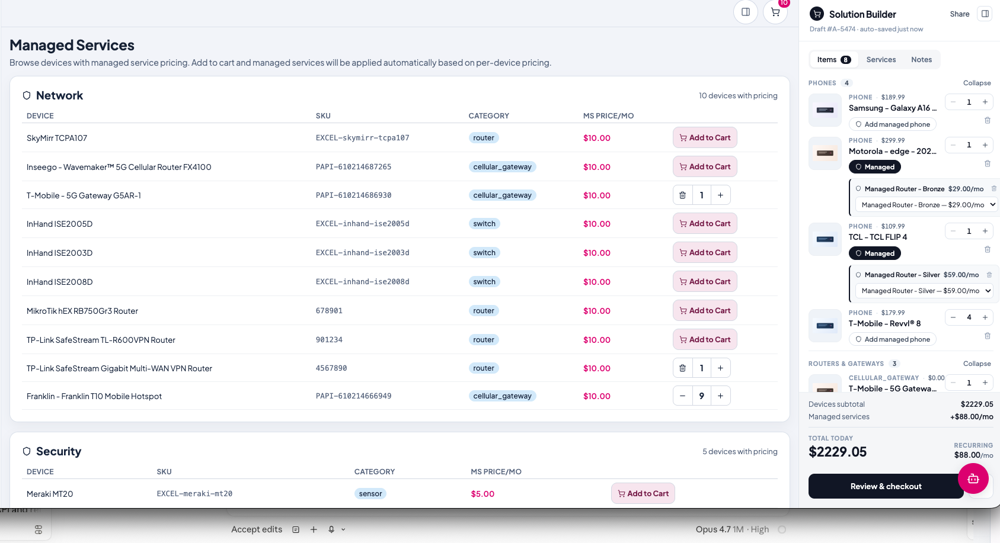 10
Solution Builder
Share
Draft #A-5474 · auto-saved just now
Managed Services
Browse devices with managed service pricing. Add to cart and managed services will be applied automatically based on per-device pricing.
Network
10 devices with pricing
DEVICE SKU CATEGORY MS PRICE/MO
SkyMirr TCPA107 EXCEL-skymirr-tcpa107 router $10.00 Add to Cart
Inseego - Wavemaker™ 5G Cellular Router FX4100 PAPI-610214687265 cellular_gateway $10.00 Add to Cart
T-Mobile - 5G Gateway G5AR-1 PAPI-610214686930 cellular_gateway $10.00 1 +
InHand ISE2005D EXCEL-inhand-ise2005d switch $10.00 Add to Cart
InHand ISE2003D EXCEL-inhand-ise2003d switch $10.00 Add to Cart
InHand ISE2008D EXCEL-inhand-ise2008d switch $10.00 Add to Cart
MikroTik hEX RB750Gr3 Router 678901 router $10.00 Add to Cart
TP-Link SafeStream TL-R600VPN Router 901234 router $10.00 Add to Cart
TP-Link SafeStream Gigabit Multi-WAN VPN Router 4567890 router $10.00 1 +
Franklin - Franklin T10 Mobile Hotspot PAPI-610214666949 cellular_gateway $10.00 − 9 +
Security
5 devices with pricing
DEVICE SKU CATEGORY MS PRICE/MO
Meraki MT20 EXCEL-meraki-mt20 sensor $5.00 Add to Cart
Items 8 Services Notes
PHONES 4 Collapse
PHONE · $189.99
Samsung - Galaxy A16 ...
− 1 +
Add managed phone
PHONE · $299.99
Motorola - edge - 202...
− 1 +
Managed
Managed Router - Bronze $29.00/mo
Managed Router - Bronze — $29.00/mo
PHONE · $109.99
TCL - TCL FLIP 4
− 1 +
Managed
Managed Router - Silver $59.00/mo
Managed Router - Silver — $59.00/mo
PHONE · $179.99
T-Mobile - Revvl® 8
− 4 +
Add managed phone
ROUTERS & GATEWAYS 3 Collapse
CELLULAR_GATEWAY · $0.00
T-Mobile - 5G Gatewa...
− 1 +
Devices subtotal $2229.05
Managed services +$88.00/mo
TOTAL TODAY
$2229.05
RECURRING
$88.00/mo
Review & checkout
Accept edits
Opus 4.7 1M · High